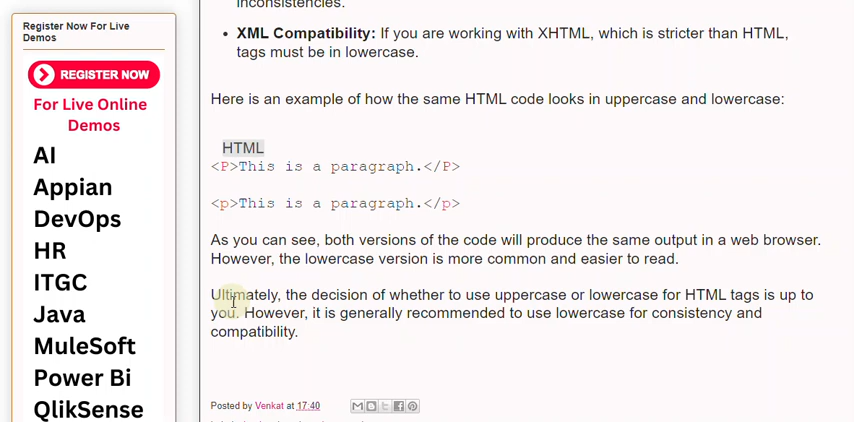 Register Now For Live
Demos
REGISTER NOW
For Live Online
Demos
AI
Appian
DevOps
HR
ITGC
Java
MuleSoft
Power Bi
QlikSense
inconsistencies.
• XML Compatibility: If you are working with XHTML, which is stricter than HTML,
tags must be in lowercase.
Here is an example of how the same HTML code looks in uppercase and lowercase:
HTML
<P>This is a paragraph.</P>
<p>This is a paragraph.</p>
As you can see, both versions of the code will produce the same output in a web browser.
However, the lowercase version is more common and easier to read.
Ultimately, the decision of whether to use uppercase or lowercase for HTML tags is up to
you. However, it is generally recommended to use lowercase for consistency and
compatibility.
Posted by Venkat at 17:40